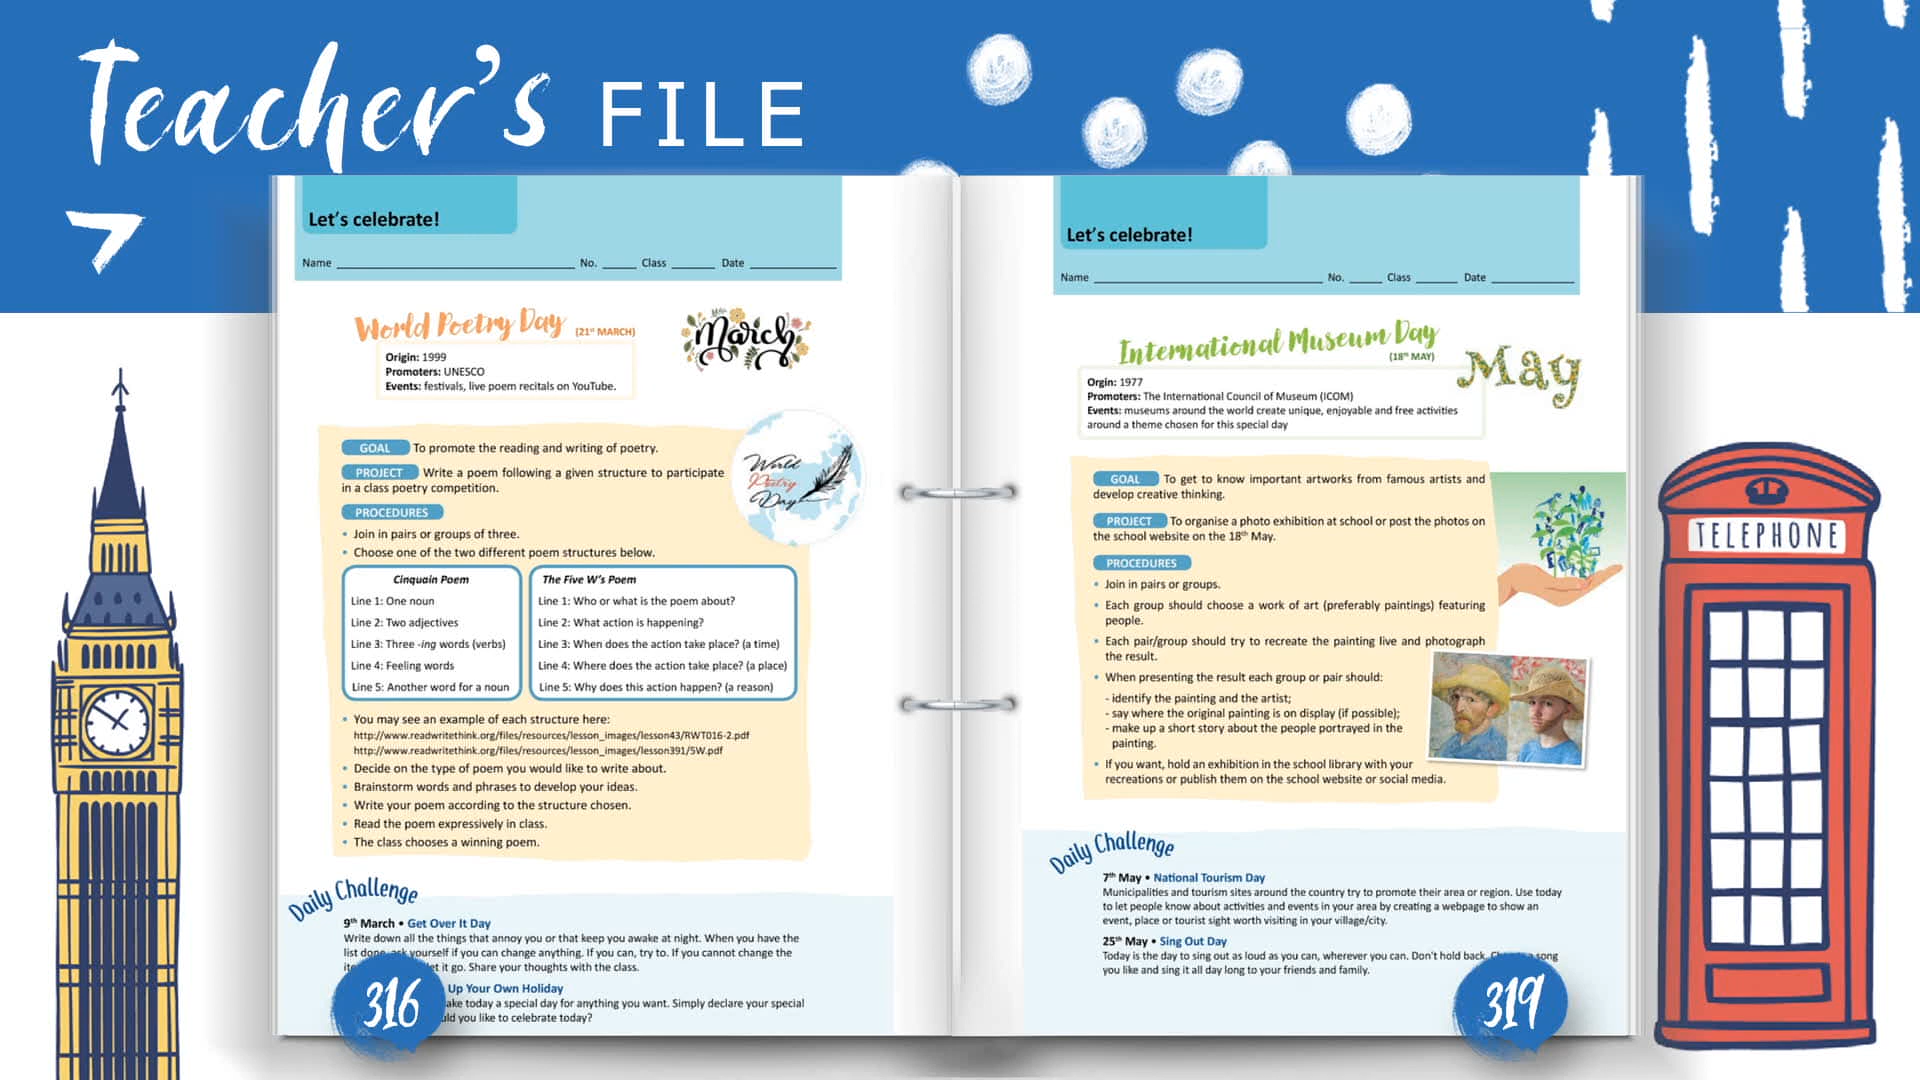 Teacher's FILE
Let's celebrate!
Name No. Class Date
World Poetry Day (21st MARCH)
March
Origin: 1999
Promoters: UNESCO
Events: festivals, live poem recitals on YouTube.
GOAL To promote the reading and writing of poetry.
PROJECT Write a poem following a given structure to participate
in a class poetry competition.
World
Poetry
Day
PROCEDURES
• Join in pairs or groups of three.
• Choose one of the two different poem structures below.
Cinquain Poem
Line 1: One noun
Line 2: Two adjectives
Line 3: Three -ing words (verbs)
Line 4: Feeling words
Line 5: Another word for a noun
The Five W's Poem
Line 1: Who or what is the poem about?
Line 2: What action is happening?
Line 3: When does the action take place? (a time)
Line 4: Where does the action take place? (a place)
Line 5: Why does this action happen? (a reason)
• You may see an example of each structure here:
http://www.readwritethink.org/files/resources/lesson_images/lesson43/RWT016-2.pdf
http://www.readwritethink.org/files/resources/lesson_images/lesson391/5W.pdf
• Decide on the type of poem you would like to write about.
• Brainstorm words and phrases to develop your ideas.
• Write your poem according to the structure chosen.
• Read the poem expressively in class.
• The class chooses a winning poem.
Daily Challenge
9th March • Get Over It Day
Write down all the things that annoy you or that keep you awake at night. When you have the
list done, ask yourself if you can change anything. If you can, try to. If you cannot change the
let it go. Share your thoughts with the class.
Up Your Own Holiday
today a special day for anything you want. Simply declare your special
you like to celebrate today?
316
Let's celebrate!
Name No. Class Date
International Museum Day
(18th MAY)
May
Orgin: 1977
Promoters: The International Council of Museum (ICOM)
Events: museums around the world create unique, enjoyable and free activities
around a theme chosen for this special day
GOAL To get to know important artworks from famous artists and
develop creative thinking.
PROJECT To organise a photo exhibition at school or post the photos on
the school website on the 18th May.
PROCEDURES
• Join in pairs or groups.
• Each group should choose a work of art (preferably paintings) featuring
people.
• Each pair/group should try to recreate the painting live and photograph
the result.
• When presenting the result each group or pair should:
- identify the painting and the artist;
- say where the original painting is on display (if possible);
- make up a short story about the people portrayed in the
painting.
• If you want, hold an exhibition in the school library with your
recreations or publish them on the school website or social media.
Daily Challenge
7th May • National Tourism Day
Municipalities and tourism sites around the country try to promote their area or region. Use today
to let people know about activities and events in your area by creating a webpage to show an
event, place or tourist sight worth visiting in your village/city.
25th May • Sing Out Day
Today is the day to sing out as loud as you can, wherever you can. Don't hold back. song
you like and sing it all day long to your friends and family.
319
TELEPHONE